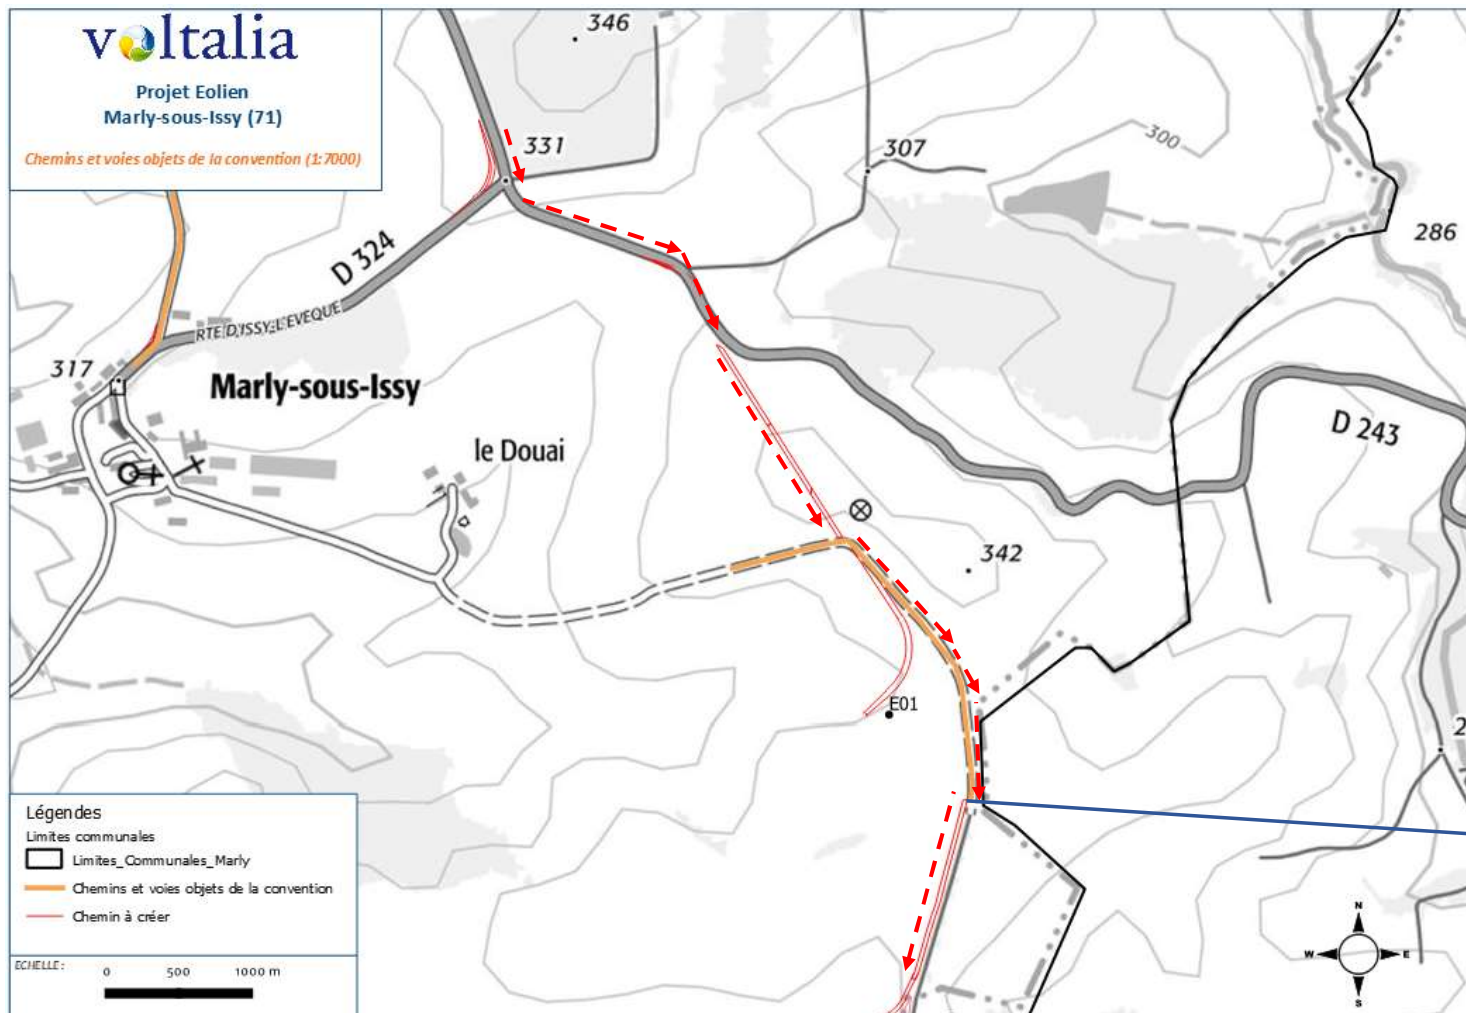 voltalia
Projet Eolien
Marly-sous-Issy (71)
Chemins et voies objets de la convention (1:7000)
346
331
307
300
286
D 324
RTE D'ISSY-L'EVEQUE
317
Marly-sous-Issy
D 243
le Douai
342
E01
2
Légendes
Limites communales
Limites_Communales_Marly
Chemins et voies objets de la convention
Chemin à créer
ECHELLE :
0 500 1000 m
N
W E
S